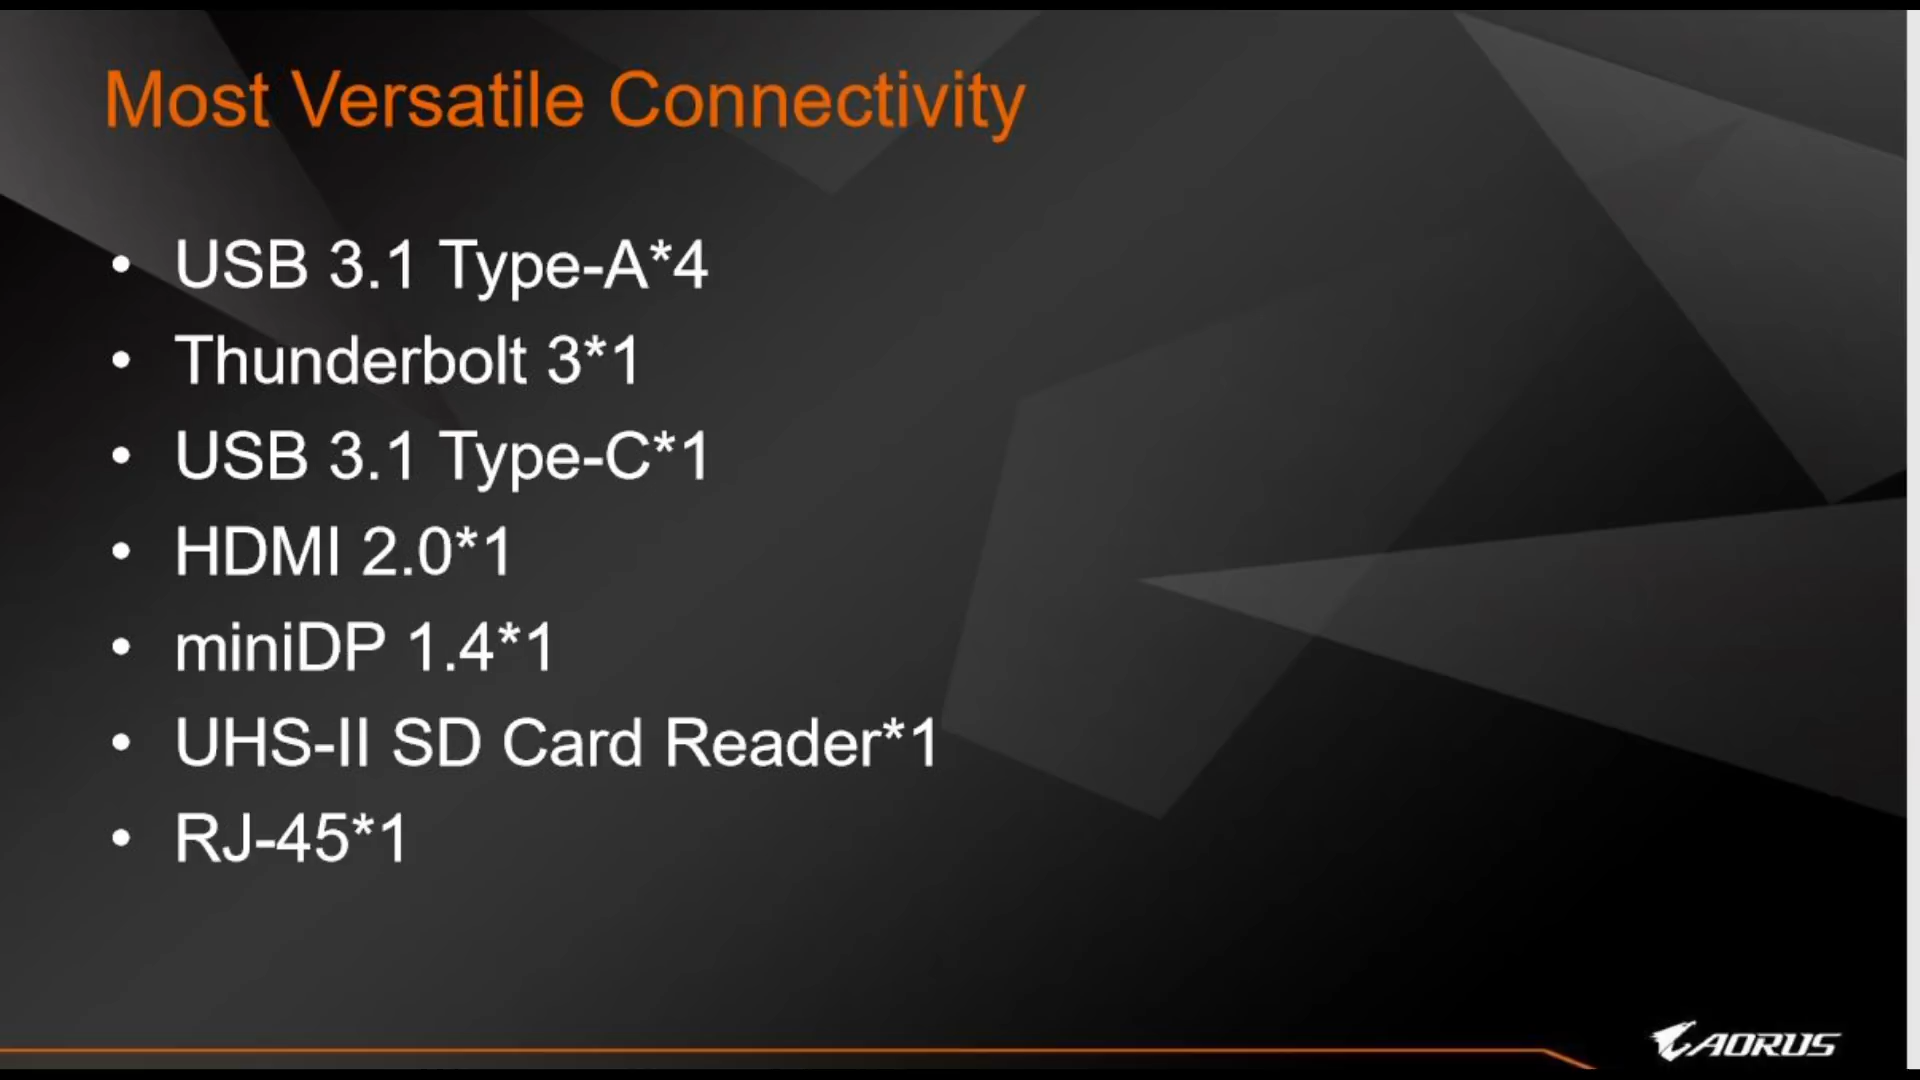 Most Versatile Connectivity
• USB 3.1 Type-A*4
• Thunderbolt 3*1
• USB 3.1 Type-C*1
• HDMI 2.0*1
• miniDP 1.4*1
• UHS-II SD Card Reader*1
• RJ-45*1
AORUS